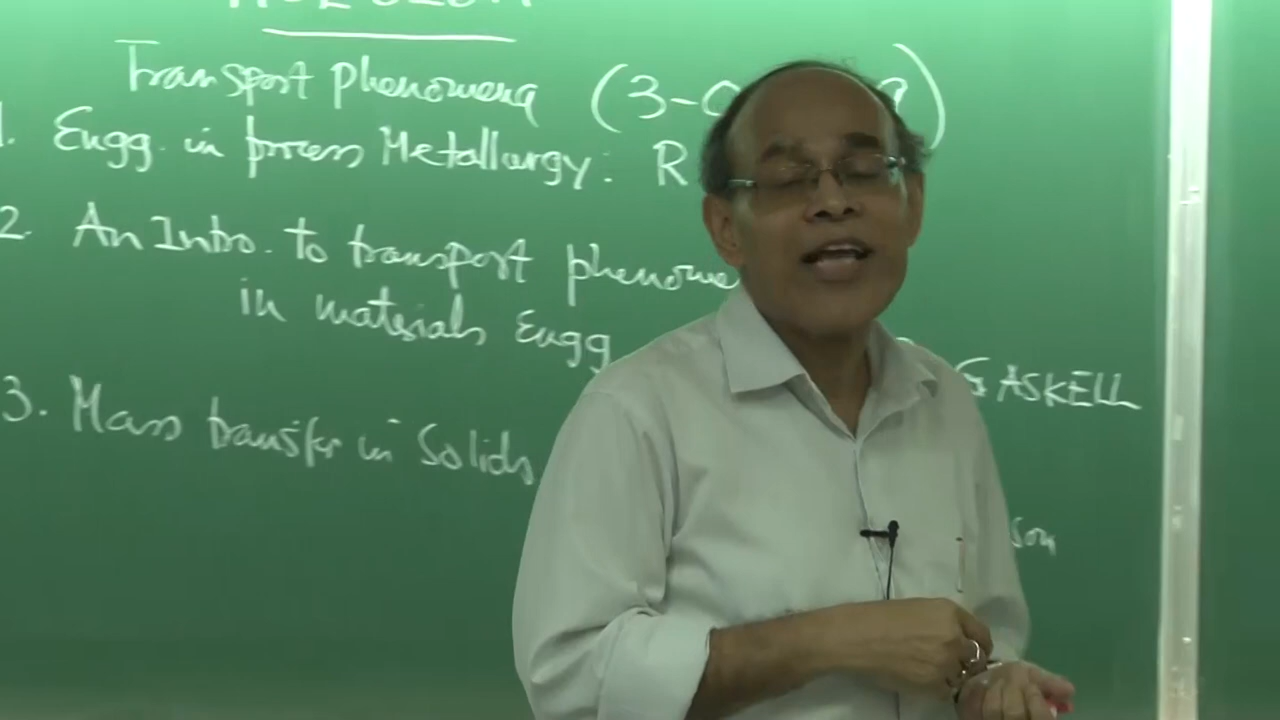 Transport phenomena (3-0
1. Engg. in process Metallurgy: R
2. An Intro. to transport phenome
in materials Engg
GASKELL
3. Mass transfer in Solids
son